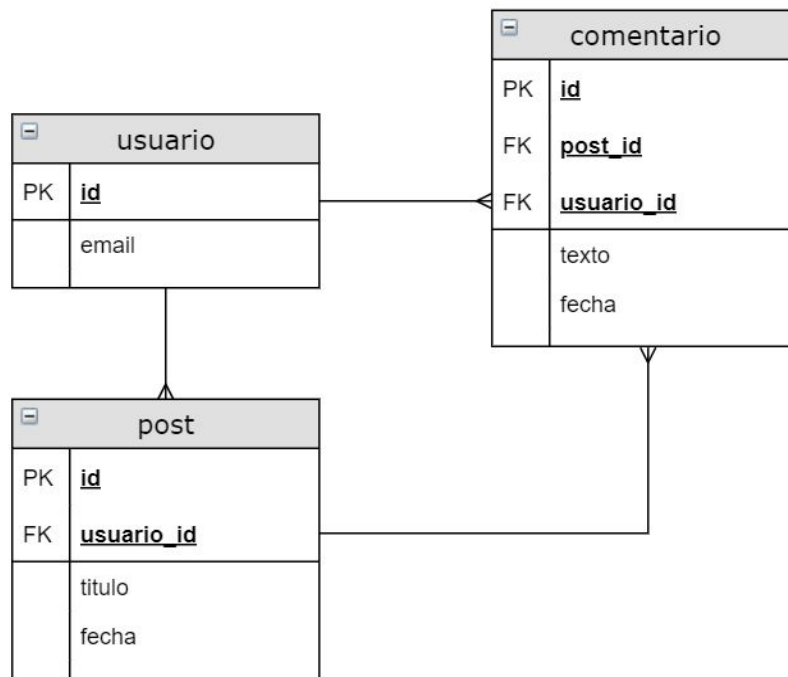 comentario
PK id
FK post_id
FK usuario_id
texto
fecha
usuario
PK id
email
post
PK id
FK usuario_id
titulo
fecha